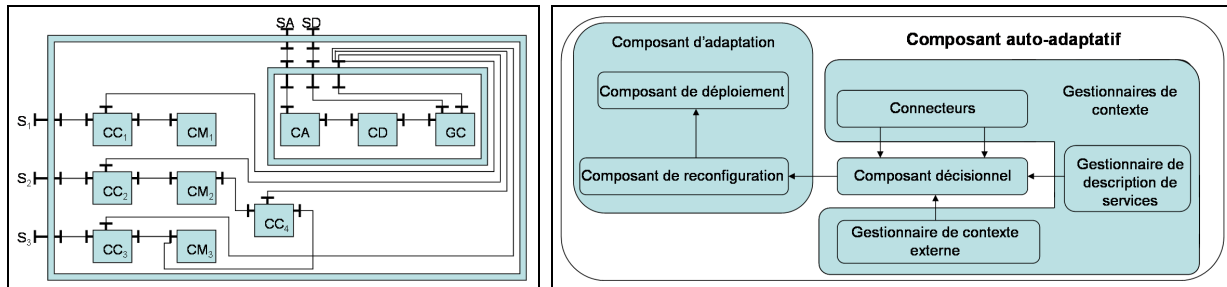 SA SD
S1
CC1
CM1
CA
CD
GC
S2
CC2
CM2
CC4
S3
CC3
CM3
Composant auto-adaptatif
Composant d'adaptation
Composant de déploiement
Composant de reconfiguration
Gestionnaires de
contexte
Connecteurs
Composant décisionnel
Gestionnaire de
description de
services
Gestionnaire de contexte
externe